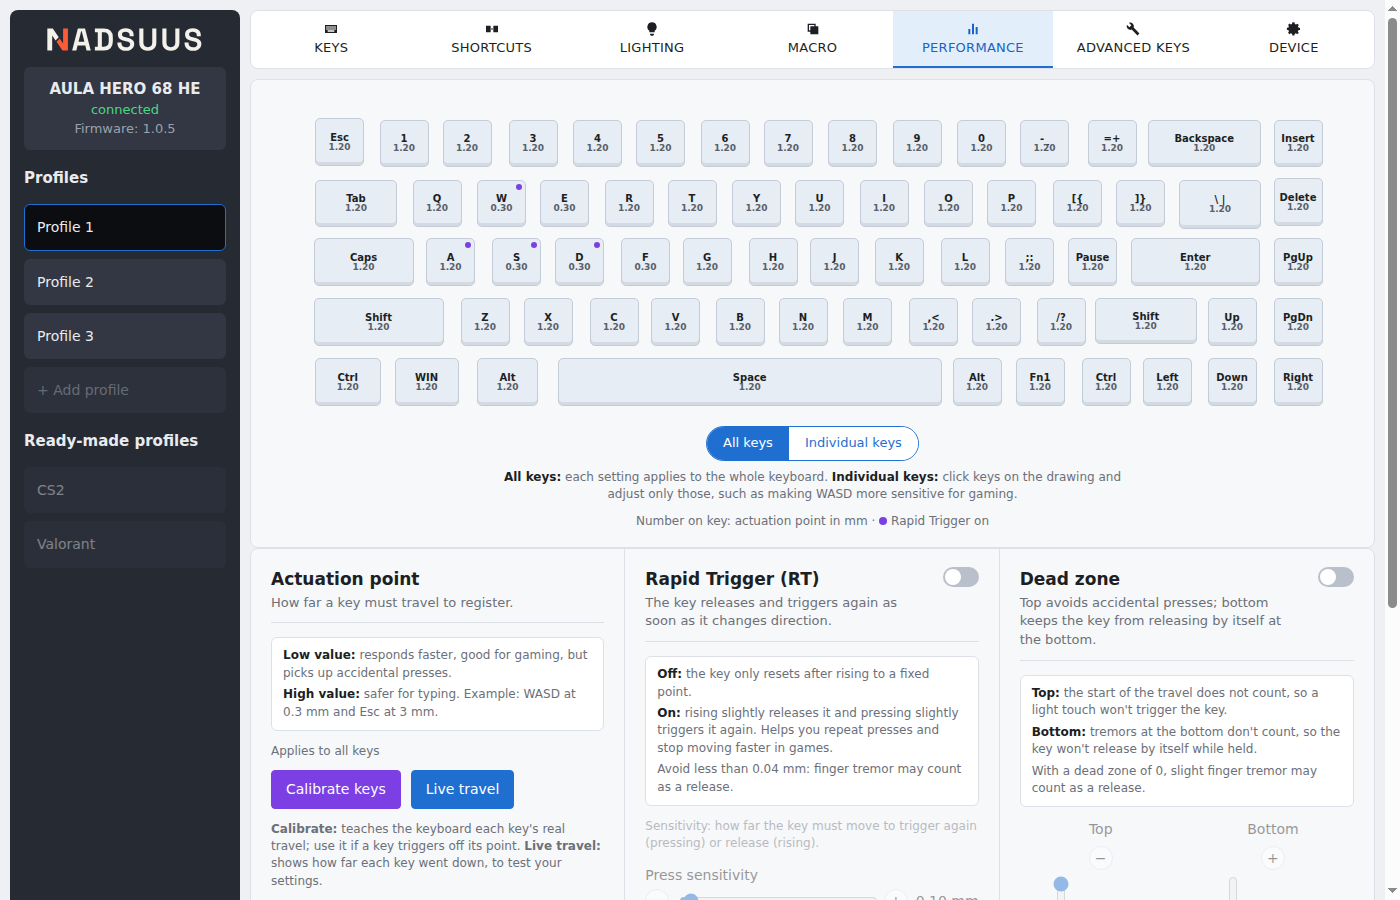 NADSUUS
AULA HERO 68 HE
connected
Firmware: 1.0.5
Profiles
Profile 1
Profile 2
Profile 3
+ Add profile
Ready-made profiles
CS2
Valorant
KEYS SHORTCUTS LIGHTING MACRO PERFORMANCE ADVANCED KEYS DEVICE
Esc 1 2 3 4 5 6 7 8 9 0 -_ =+ Backspace Insert
1.20 1.20 1.20 1.20 1.20 1.20 1.20 1.20 1.20 1.20 1.20 1.20 1.20 1.20 1.20
Tab Q W E R T Y U I O P [{ ]} \ | Delete
1.20 1.20 0.30 0.30 1.20 1.20 1.20 1.20 1.20 1.20 1.20 1.20 1.20 1.20 1.20
Caps A S D F G H J K L ;: Pause Enter PgUp
1.20 1.20 0.30 0.30 0.30 1.20 1.20 1.20 1.20 1.20 1.20 1.20 1.20 1.20
Shift Z X C V B N M ,< .> /? Shift Up PgDn
1.20 1.20 1.20 1.20 1.20 1.20 1.20 1.20 1.20 1.20 1.20 1.20 1.20 1.20
Ctrl WIN Alt Space Alt Fn1 Ctrl Left Down Right
1.20 1.20 1.20 1.20 1.20 1.20 1.20 1.20 1.20 1.20
All keys Individual keys
All keys: each setting applies to the whole keyboard. Individual keys: click keys on the drawing and
adjust only those, such as making WASD more sensitive for gaming.
Number on key: actuation point in mm · Rapid Trigger on
Actuation point
How far a key must travel to register.
Low value: responds faster, good for gaming, but
picks up accidental presses.
High value: safer for typing. Example: WASD at
0.3 mm and Esc at 3 mm.
Applies to all keys
Calibrate keys Live travel
Calibrate: teaches the keyboard each key's real
travel; use it if a key triggers off its point. Live travel:
shows how far each key went down, to test your
settings.
Rapid Trigger (RT)
The key releases and triggers again as
soon as it changes direction.
Off: the key only resets after rising to a fixed
point.
On: rising slightly releases it and pressing slightly
triggers it again. Helps you repeat presses and
stop moving faster in games.
Avoid less than 0.04 mm: finger tremor may count
as a release.
Sensitivity: how far the key must move to trigger again
(pressing) or release (rising).
Press sensitivity
0.10 mm
Dead zone
Top avoids accidental presses; bottom
keeps the key from releasing by itself at
the bottom.
Top: the start of the travel does not count, so a
light touch won't trigger the key.
Bottom: tremors at the bottom don't count, so the
key won't release by itself while held.
With a dead zone of 0, slight finger tremor may
count as a release.
Top Bottom
− +